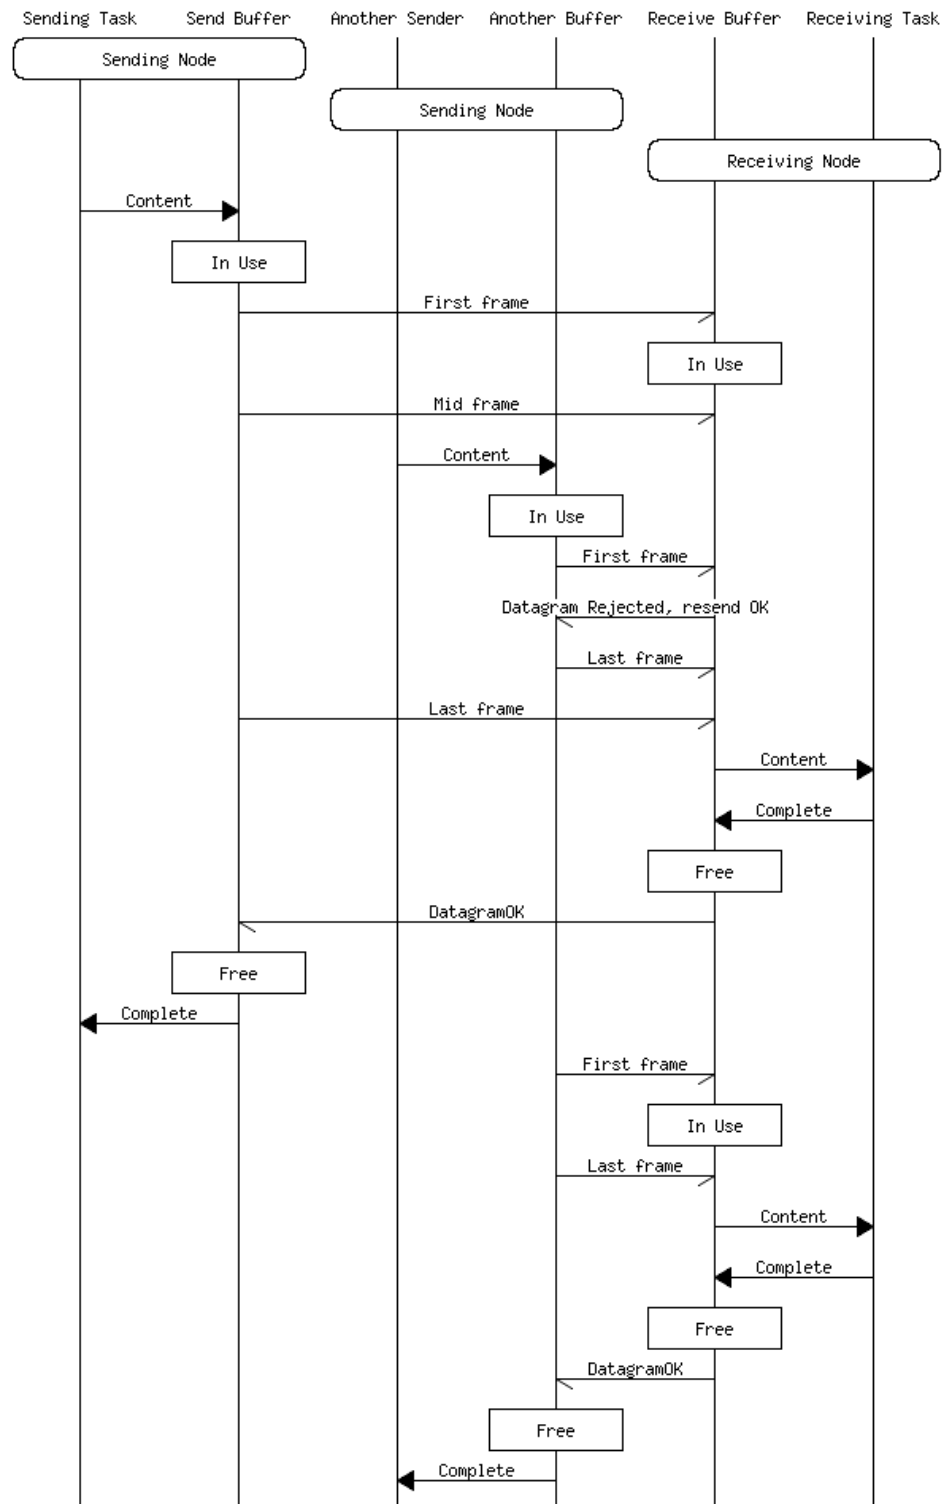 Sending Task Send Buffer Another Sender Another Buffer Receive Buffer Receiving Task
Sending Node
Sending Node
Receiving Node
Content
In Use
First frame
In Use
Mid frame
Content
In Use
First frame
Datagram Rejected, resend OK
Last frame
Last frame
Content
Complete
Free
DatagramOK
Free
Complete
First frame
In Use
Last frame
Content
Complete
Free
DatagramOK
Free
Complete